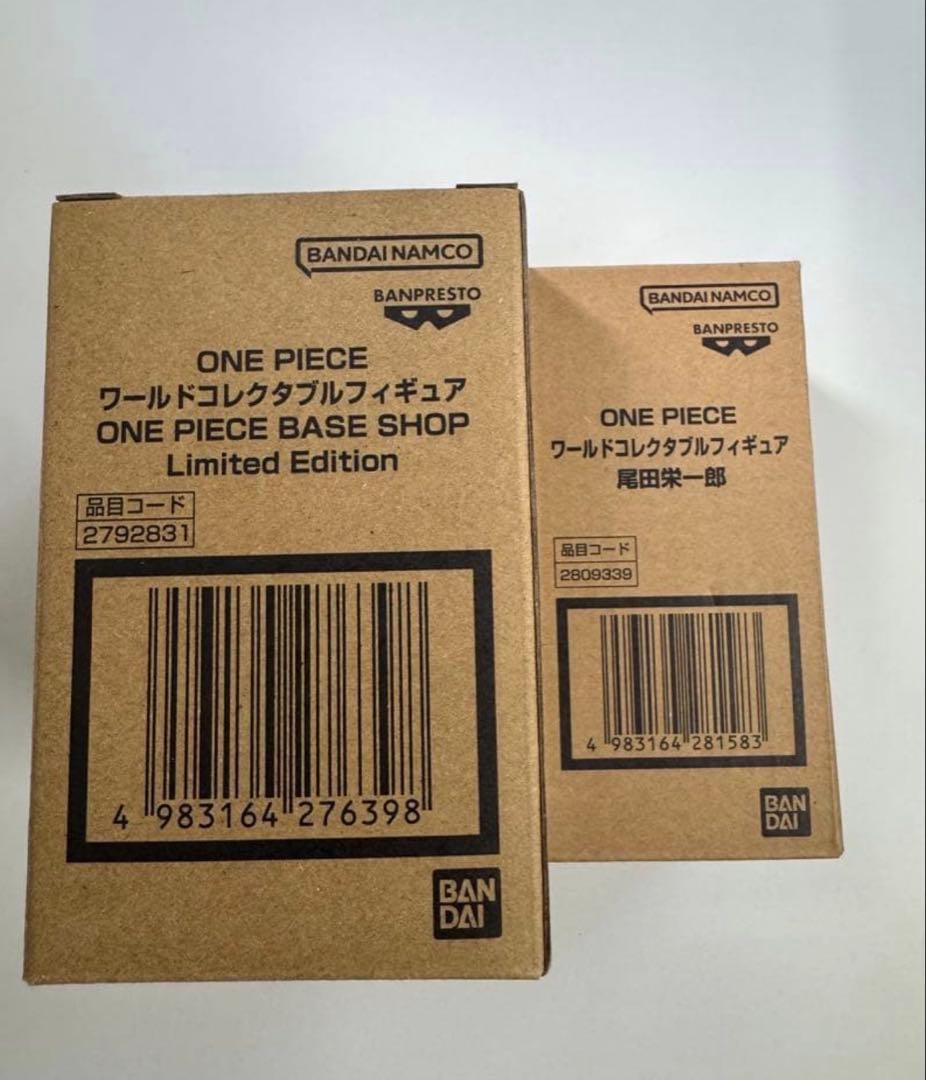 BANDAI NAMCO
BANPRESTO
ONE PIECE
ワールドコレクタブルフィギュア
ONE PIECE BASE SHOP
Limited Edition
品目コード
2792831
4 983164 276398
BAN
DAI
BANDAI NAMCO
BANPRESTO
ONE PIECE
ワールドコレクタブルフィギュア
尾田栄一郎
品目コード
2809339
4 983164 281583
BAN
DAI